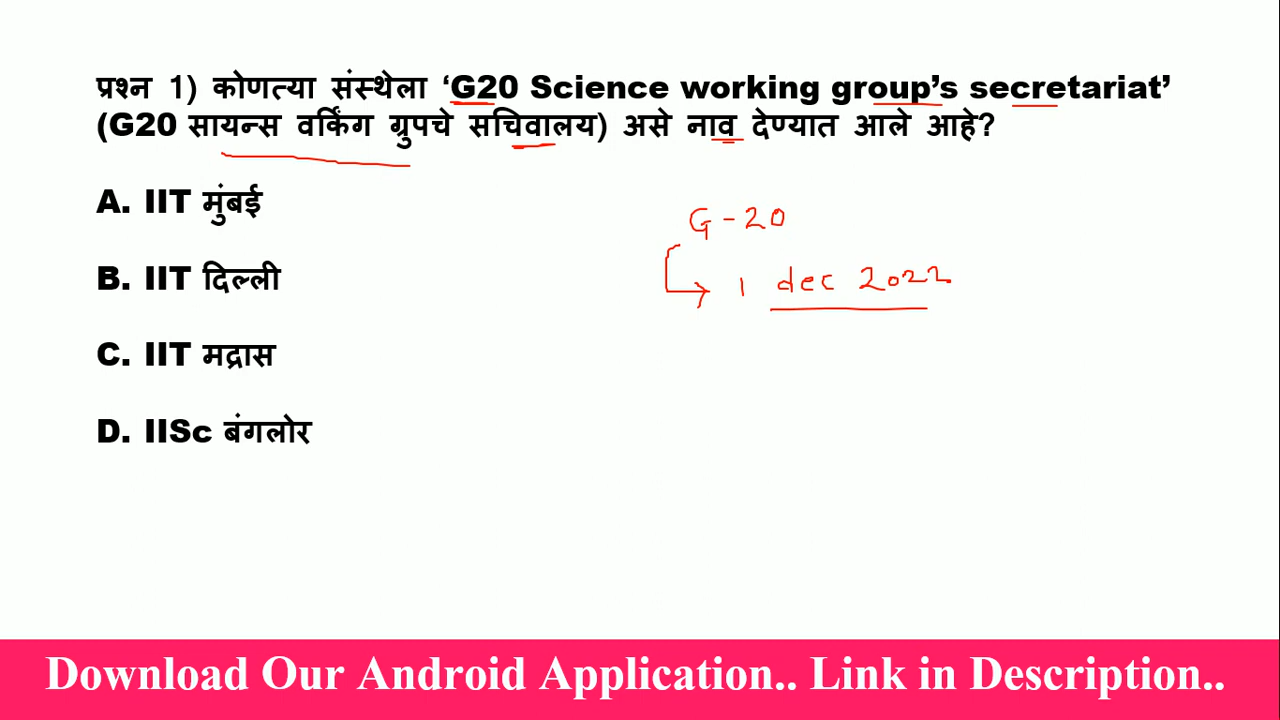 प्रश्न 1) कोणत्या संस्थेला ‘G20 Science working group’s secretariat’
(G20 सायन्स वर्किंग ग्रुपचे सचिवालय) असे नाव देण्यात आले आहे?
A. IIT मुंबई
G-20
B. IIT दिल्ली
1 dec 2022
C. IIT मद्रास
D. IISc बंगलोर
Download Our Android Application.. Link in Description..